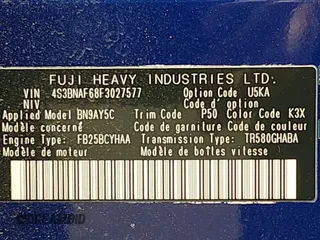 FUJI HEAVY INDUSTRIES LTD.
VIN 4S3BNAF68F3027577 Option Code U5KA
NIV
Applied Model BN9AY5C Trim Code P50 Color Code K3X
Modèle concerné Code de garniture Code de couleur
Engine Type: FB25BCYHAA Transmission Type: TR580GHABA
Modèle de moteur Modèle de boîtes vitesse